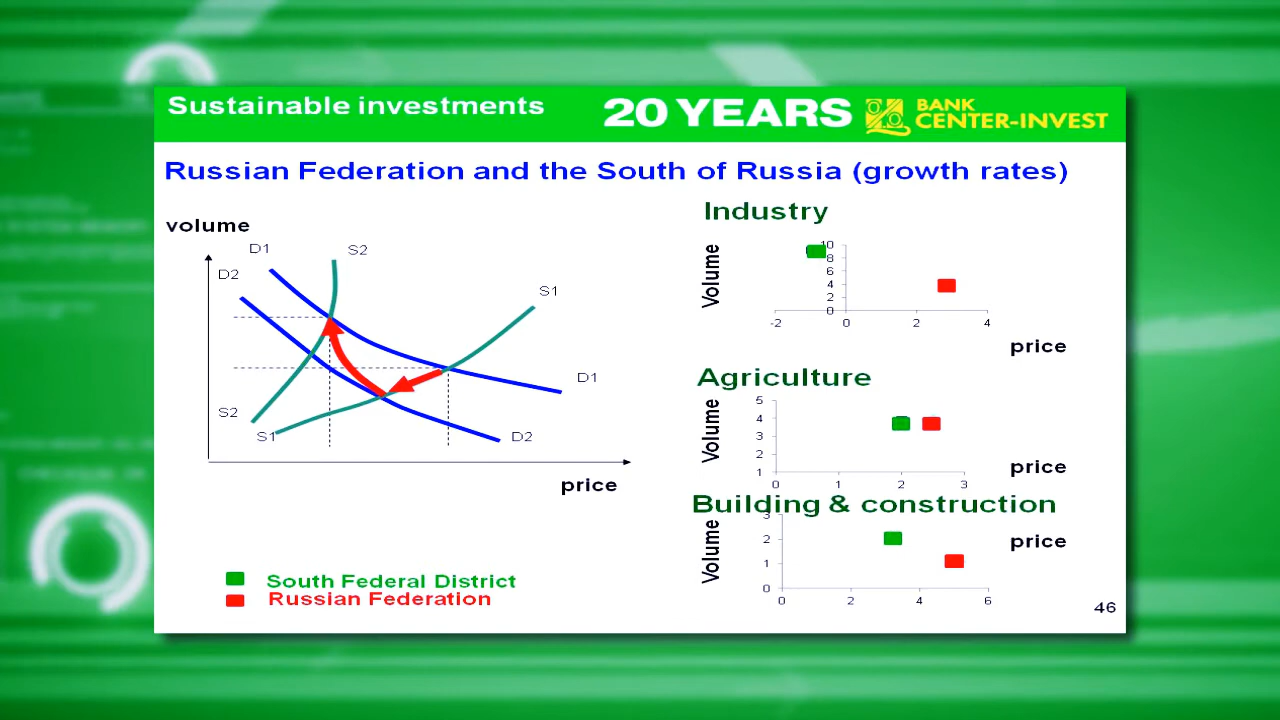 Sustainable investments
20 YEARS
BANK
CENTER-INVEST
Russian Federation and the South of Russia (growth rates)
volume
D1
S2
D2
S1
D1
S2
S1
D2
price
South Federal District
Russian Federation
Industry
Volume
10
8
6
4
2
0
-2
0
2
4
price
Agriculture
Volume
5
4
3
2
1
0
1
2
3
price
Building & construction
Volume
3
2
1
0
0
2
4
6
price
46